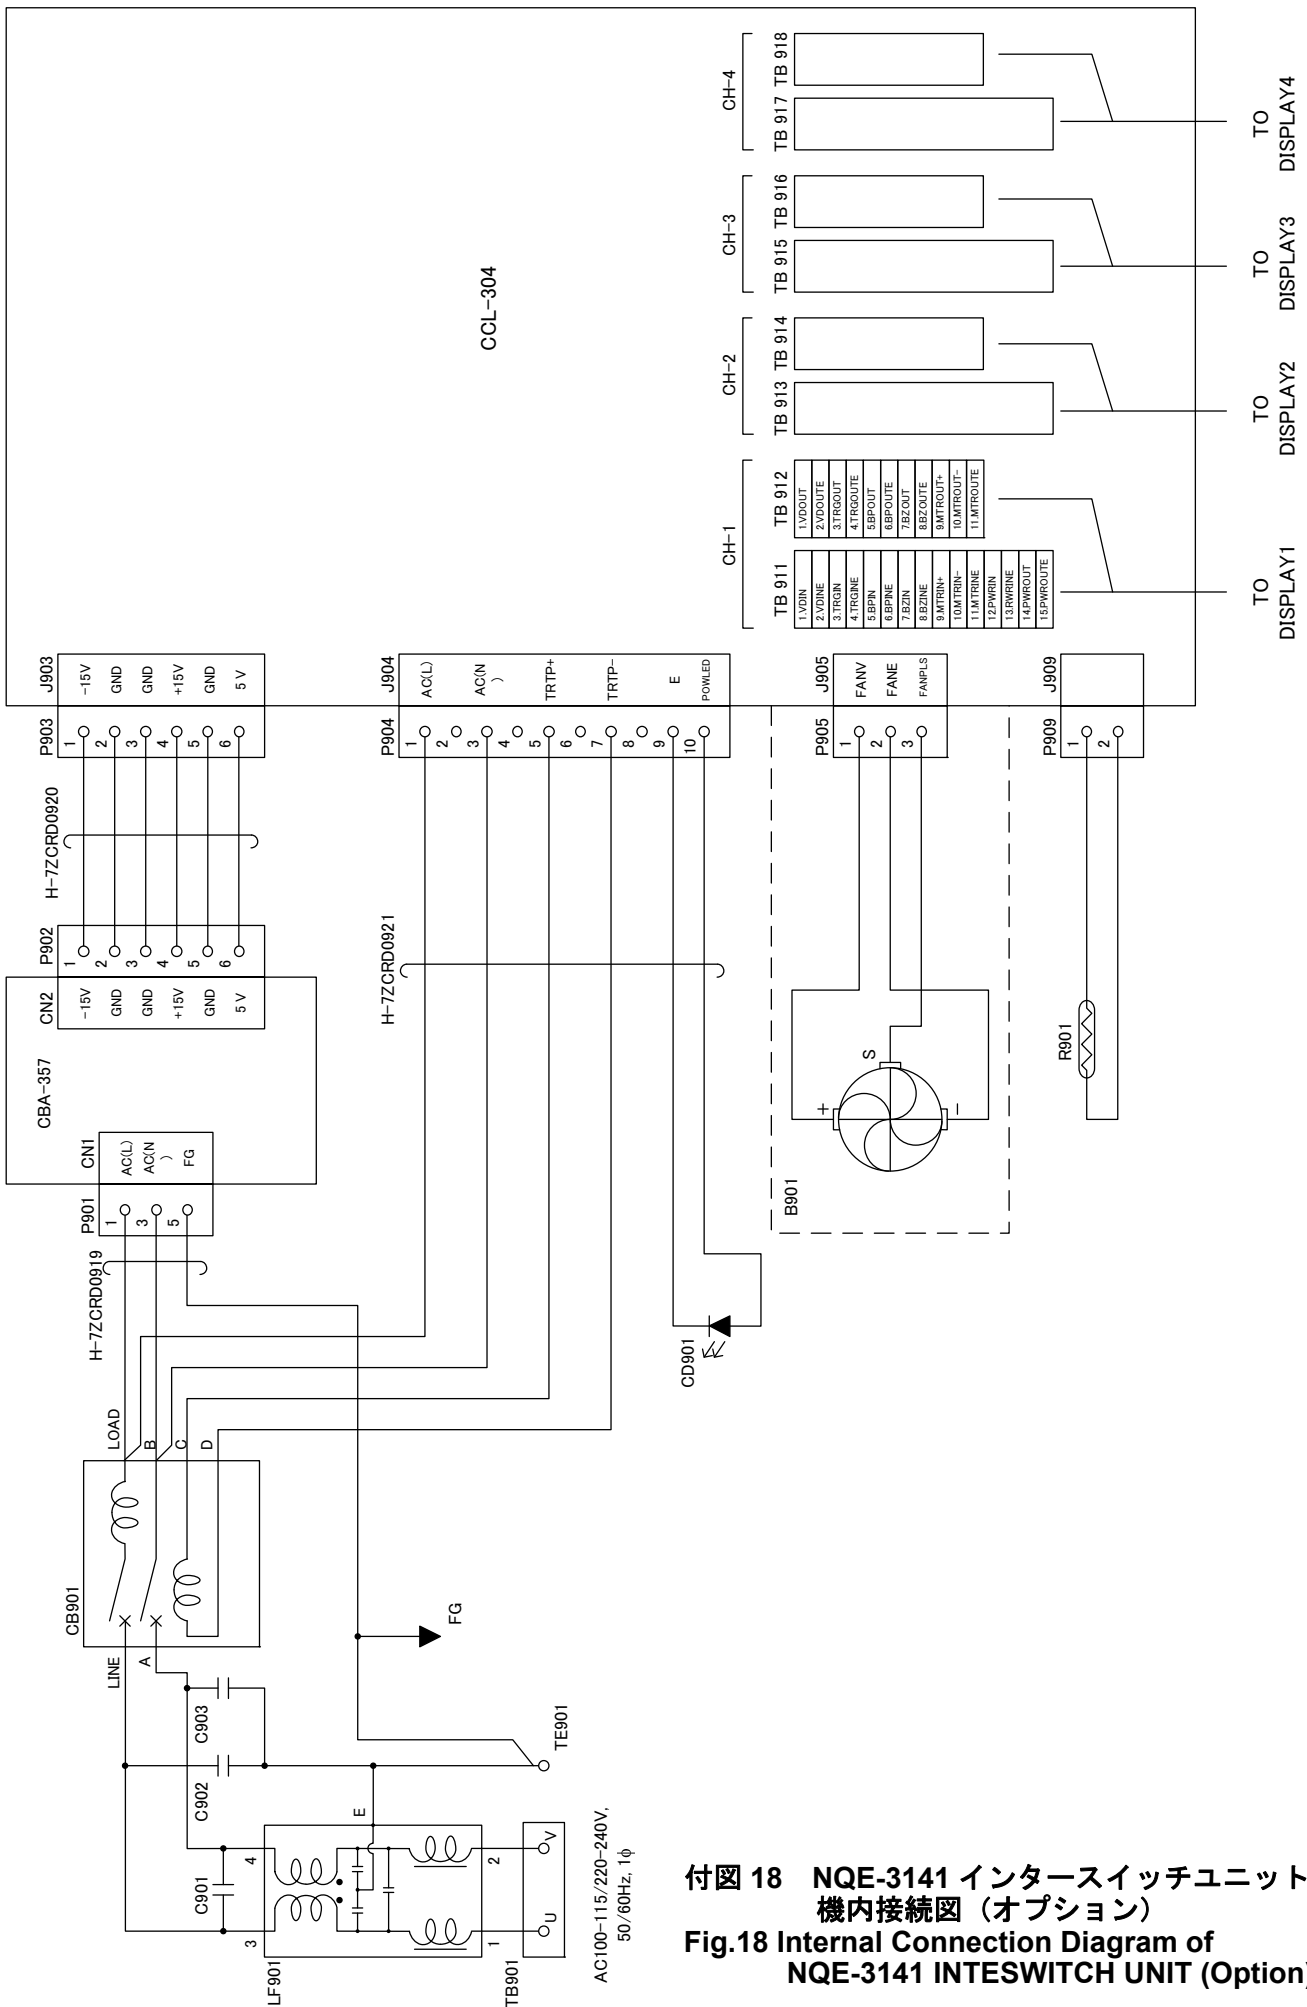 CCL-304
CH-1
CH-2
CH-3
CH-4
TB 911
TB 912
TB 913
TB 914
TB 915
TB 916
TB 917
TB 918
1.VDIN
2.VDINE
3.TRGIN
4.TRGINE
5.BPIN
6.BPINE
7.BZIN
8.BZINE
9.MTRIN+
10.MTRIN-
11.MTRINE
12.PWRIN
13.RWRINE
14.PWROUT
15.PWROUTE
1.VDOUT
2.VDOUTE
3.TRGOUT
4.TRGOUTE
5.BPOUT
6.BPOUTE
7.BZOUT
8.BZOUTE
9.MTROUT+
10.MTROUT-
11.MTROUTE
TO
DISPLAY1
TO
DISPLAY2
TO
DISPLAY3
TO
DISPLAY4
J903
-15V
GND
GND
+15V
GND
5 V
P903
1
2
3
4
5
6
H-7ZCRD0920
P902
1
2
3
4
5
6
CN2
-15V
GND
GND
+15V
GND
5 V
CBA-357
CN1
AC(L)
AC(N
)
FG
P901
1
3
5
H-7ZCRD0919
J904
AC(L)
AC(N
)
TRTP+
TRTP-
E
POWLED
P904
1
2
3
4
5
6
7
8
9
10
H-7ZCRD0921
J905
FANV
FANE
FANPLS
P905
1
2
3
J909
P909
1
2
R901
B901
+
S
-
CD901
CB901
LOAD
B
C
D
LINE
A
FG
C903
C902
C901
TE901
E
LF901
4
3
2
1
TB901
U
V
AC100-115/220-240V,
50/60Hz, 1ϕ
付図 18 NQE-3141 インタースイッチユニット
機内接続図（オプション）
Fig.18 Internal Connection Diagram of
NQE-3141 INTESWITCH UNIT (Option)